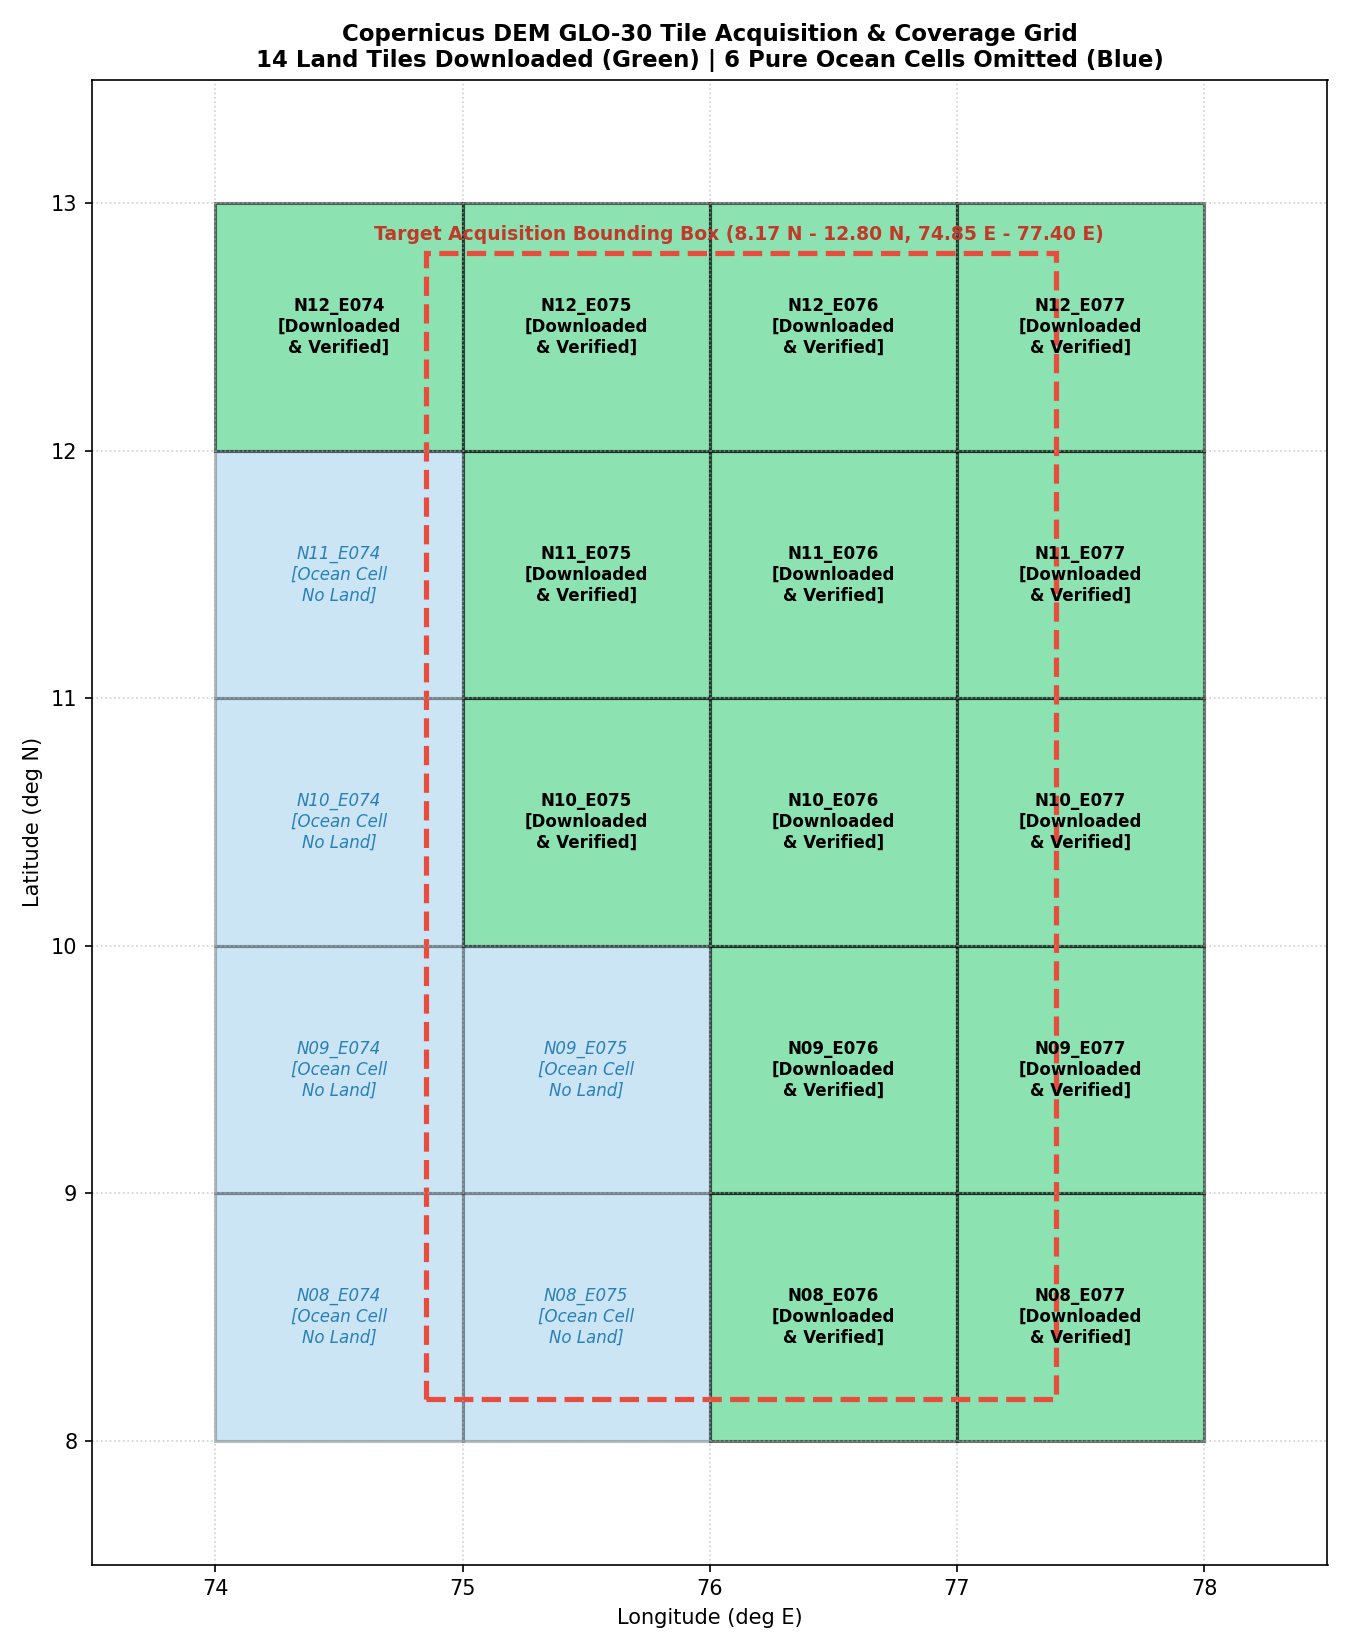 Copernicus DEM GLO-30 Tile Acquisition & Coverage Grid
14 Land Tiles Downloaded (Green) | 6 Pure Ocean Cells Omitted (Blue)
13
Target Acquisition Bounding Box (8.17 N - 12.80 N, 74.85 E - 77.40 E)
N12_E074
[Downloaded
& Verified]
N12_E075
[Downloaded
& Verified]
N12_E076
[Downloaded
& Verified]
N12_E077
[Downloaded
& Verified]
12
N11_E074
[Ocean Cell
No Land]
N11_E075
[Downloaded
& Verified]
N11_E076
[Downloaded
& Verified]
N11_E077
[Downloaded
& Verified]
11
N10_E074
[Ocean Cell
No Land]
N10_E075
[Downloaded
& Verified]
N10_E076
[Downloaded
& Verified]
N10_E077
[Downloaded
& Verified]
Latitude (deg N)
10
N09_E074
[Ocean Cell
No Land]
N09_E075
[Ocean Cell
No Land]
N09_E076
[Downloaded
& Verified]
N09_E077
[Downloaded
& Verified]
9
N08_E074
[Ocean Cell
No Land]
N08_E075
[Ocean Cell
No Land]
N08_E076
[Downloaded
& Verified]
N08_E077
[Downloaded
& Verified]
8
74
75
76
77
78
Longitude (deg E)